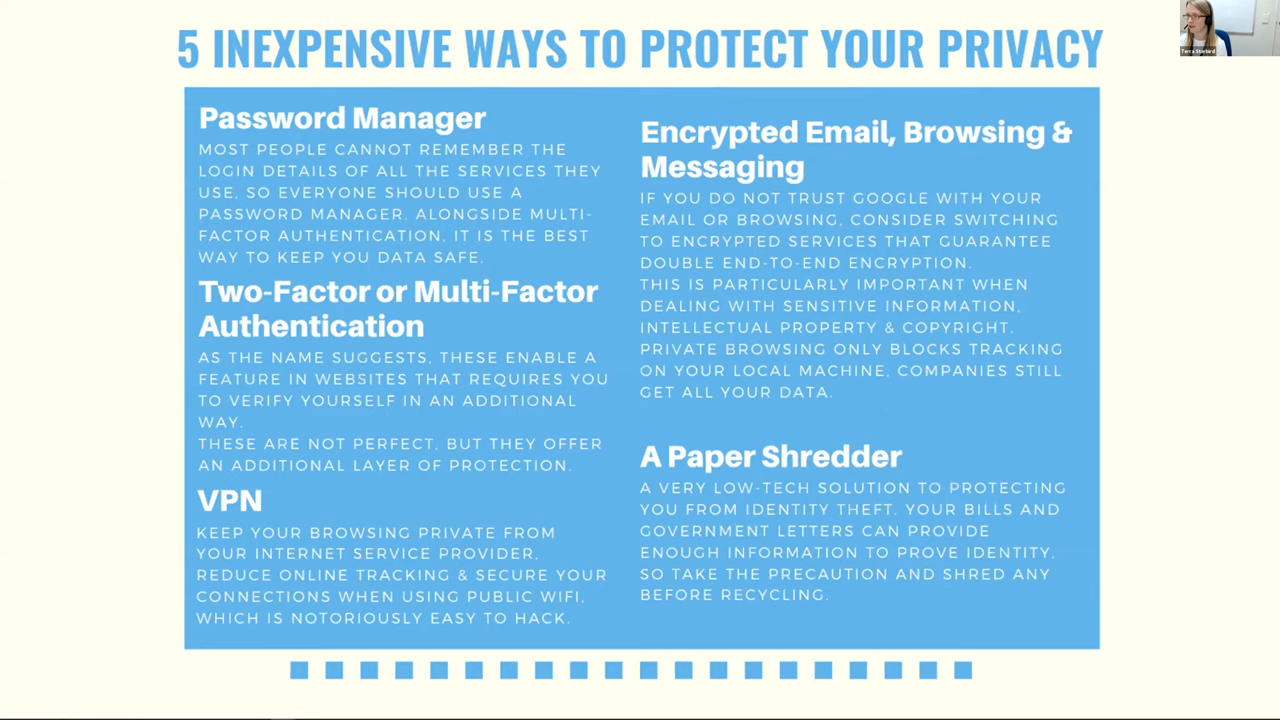 5 INEXPENSIVE WAYS TO PROTECT YOUR PRIVACY
Password Manager
MOST PEOPLE CANNOT REMEMBER THE
LOGIN DETAILS OF ALL THE SERVICES THEY
USE, SO EVERYONE SHOULD USE A
PASSWORD MANAGER. ALONGSIDE MULTI-
FACTOR AUTHENTICATION, IT IS THE BEST
WAY TO KEEP YOU DATA SAFE.
Two-Factor or Multi-Factor
Authentication
AS THE NAME SUGGESTS, THESE ENABLE A
FEATURE IN WEBSITES THAT REQUIRES YOU
TO VERIFY YOURSELF IN AN ADDITIONAL
WAY.
THESE ARE NOT PERFECT, BUT THEY OFFER
AN ADDITIONAL LAYER OF PROTECTION.
VPN
KEEP YOUR BROWSING PRIVATE FROM
YOUR INTERNET SERVICE PROVIDER,
REDUCE ONLINE TRACKING & SECURE YOUR
CONNECTIONS WHEN USING PUBLIC WIFI,
WHICH IS NOTORIOUSLY EASY TO HACK.
Encrypted Email, Browsing &
Messaging
IF YOU DO NOT TRUST GOOGLE WITH YOUR
EMAIL OR BROWSING, CONSIDER SWITCHING
TO ENCRYPTED SERVICES THAT GUARANTEE
DOUBLE END-TO-END ENCRYPTION.
THIS IS PARTICULARLY IMPORTANT WHEN
DEALING WITH SENSITIVE INFORMATION,
INTELLECTUAL PROPERTY & COPYRIGHT.
PRIVATE BROWSING ONLY BLOCKS TRACKING
ON YOUR LOCAL MACHINE, COMPANIES STILL
GET ALL YOUR DATA.
A Paper Shredder
A VERY LOW-TECH SOLUTION TO PROTECTING
YOU FROM IDENTITY THEFT. YOUR BILLS AND
GOVERNMENT LETTERS CAN PROVIDE
ENOUGH INFORMATION TO PROVE IDENTITY,
SO TAKE THE PRECAUTION AND SHRED ANY
BEFORE RECYCLING.
Terra Starbird